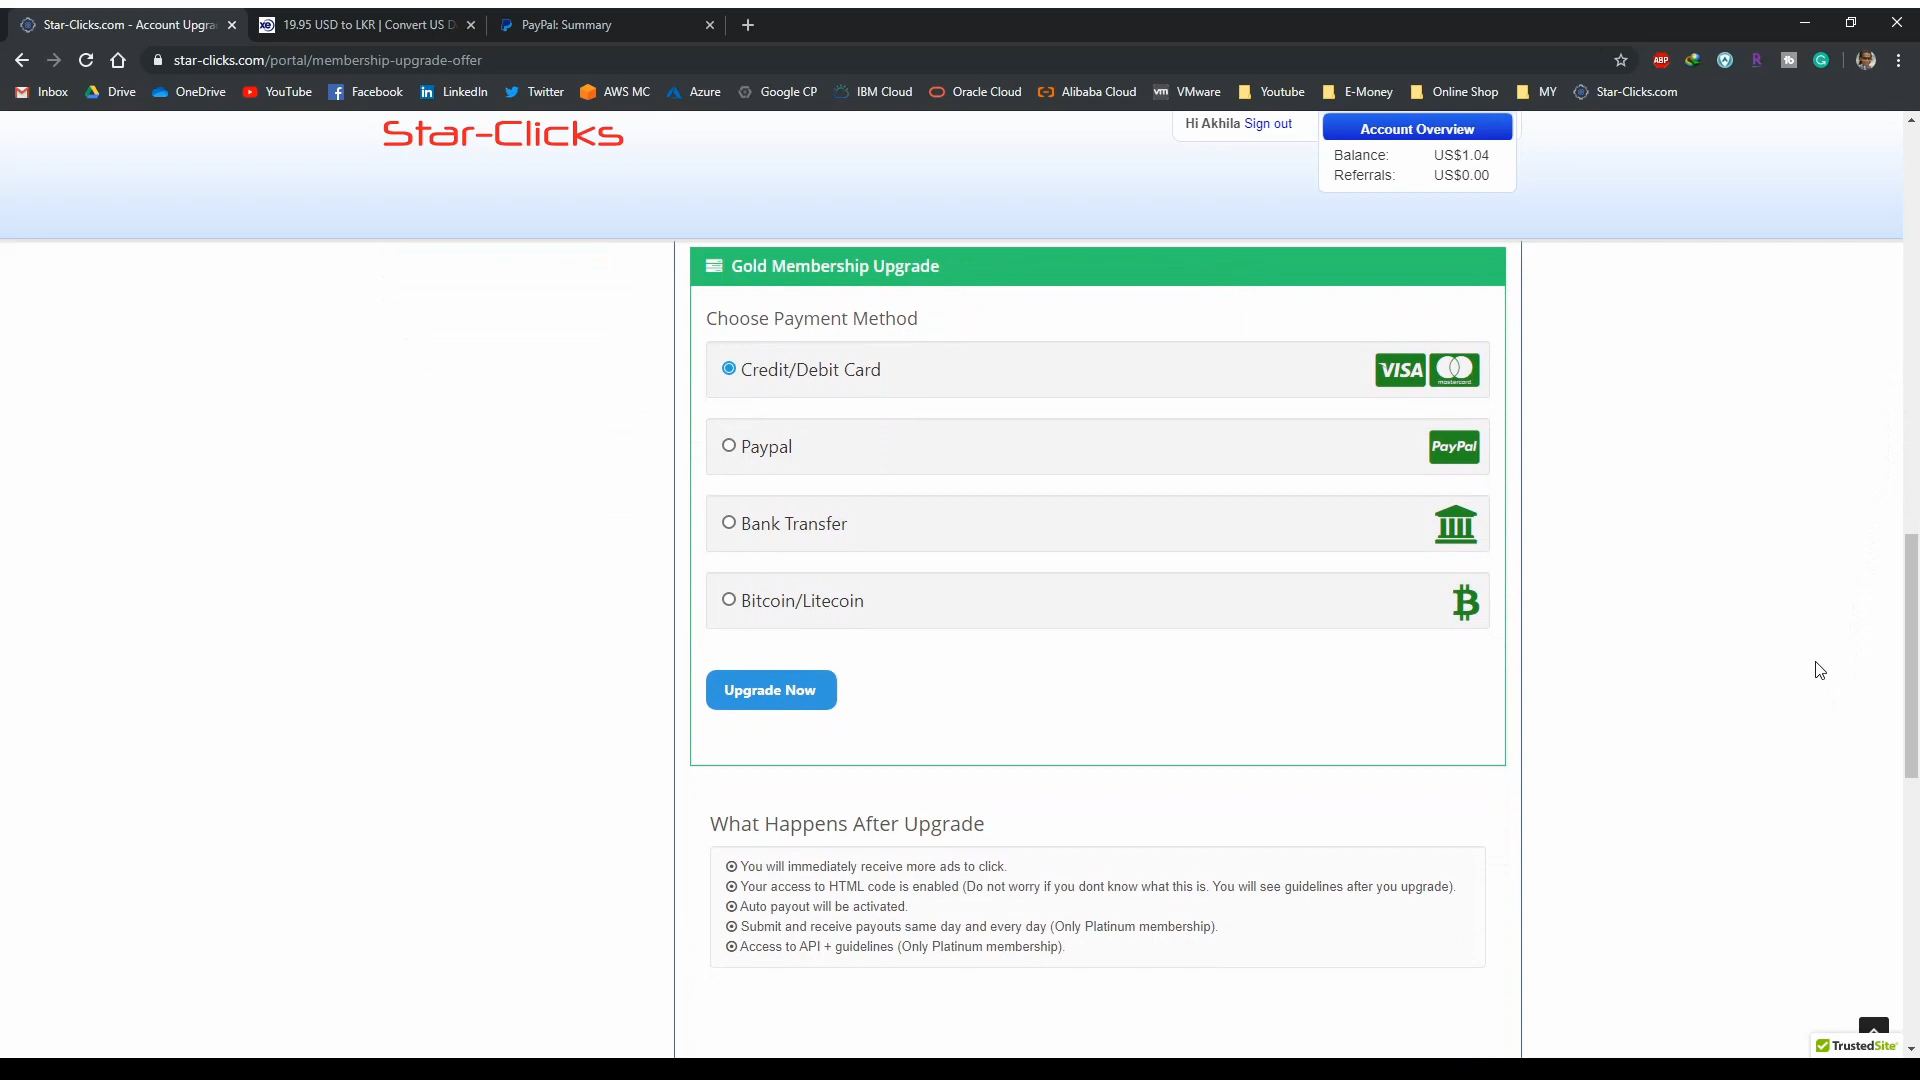 Star-Clicks.com - Account Upgra
19.95 USD to LKR | Convert US D
PayPal: Summary
star-clicks.com/portal/membership-upgrade-offer
Inbox Drive OneDrive YouTube Facebook LinkedIn Twitter AWS MC Azure Google CP IBM Cloud Oracle Cloud Alibaba Cloud VMware Youtube E-Money Online Shop MY Star-Clicks.com
Star-Clicks
Hi Akhila Sign out
Account Overview
Balance: US$1.04
Referrals: US$0.00
Gold Membership Upgrade
Choose Payment Method
Credit/Debit Card VISA mastercard
Paypal PayPal
Bank Transfer
Bitcoin/Litecoin
Upgrade Now
What Happens After Upgrade
You will immediately receive more ads to click.
Your access to HTML code is enabled (Do not worry if you dont know what this is. You will see guidelines after you upgrade).
Auto payout will be activated.
Submit and receive payouts same day and every day (Only Platinum membership).
Access to API + guidelines (Only Platinum membership).
TrustedSite